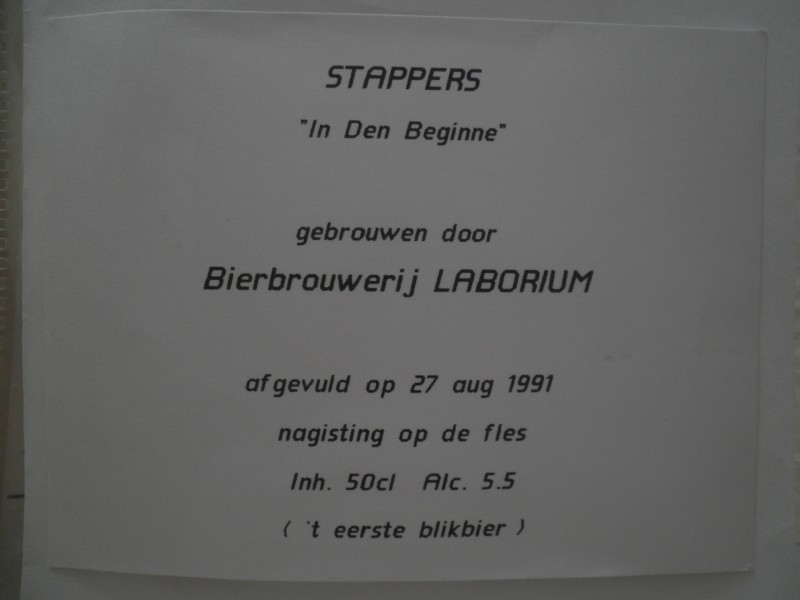 STAPPERS
"In Den Beginne"
gebrouwen door
Bierbrouwerij LABORIUM
afgevuld op 27 aug 1991
nagisting op de fles
Inh. 50cl Alc. 5.5
( 't eerste blikbier )